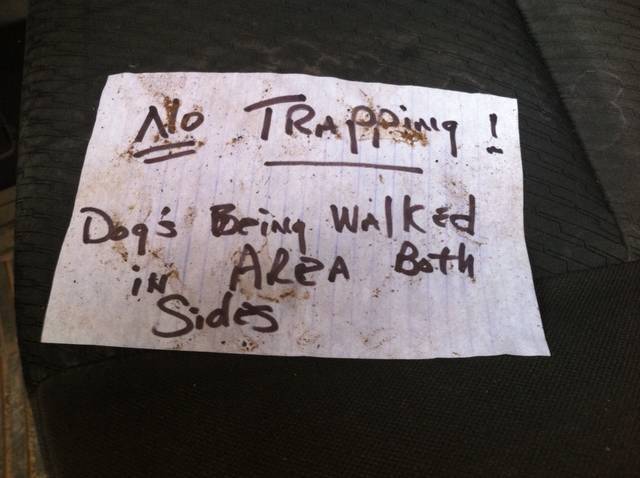 No TRApping!
Dog's Being Walked
in AREA Both
Sides